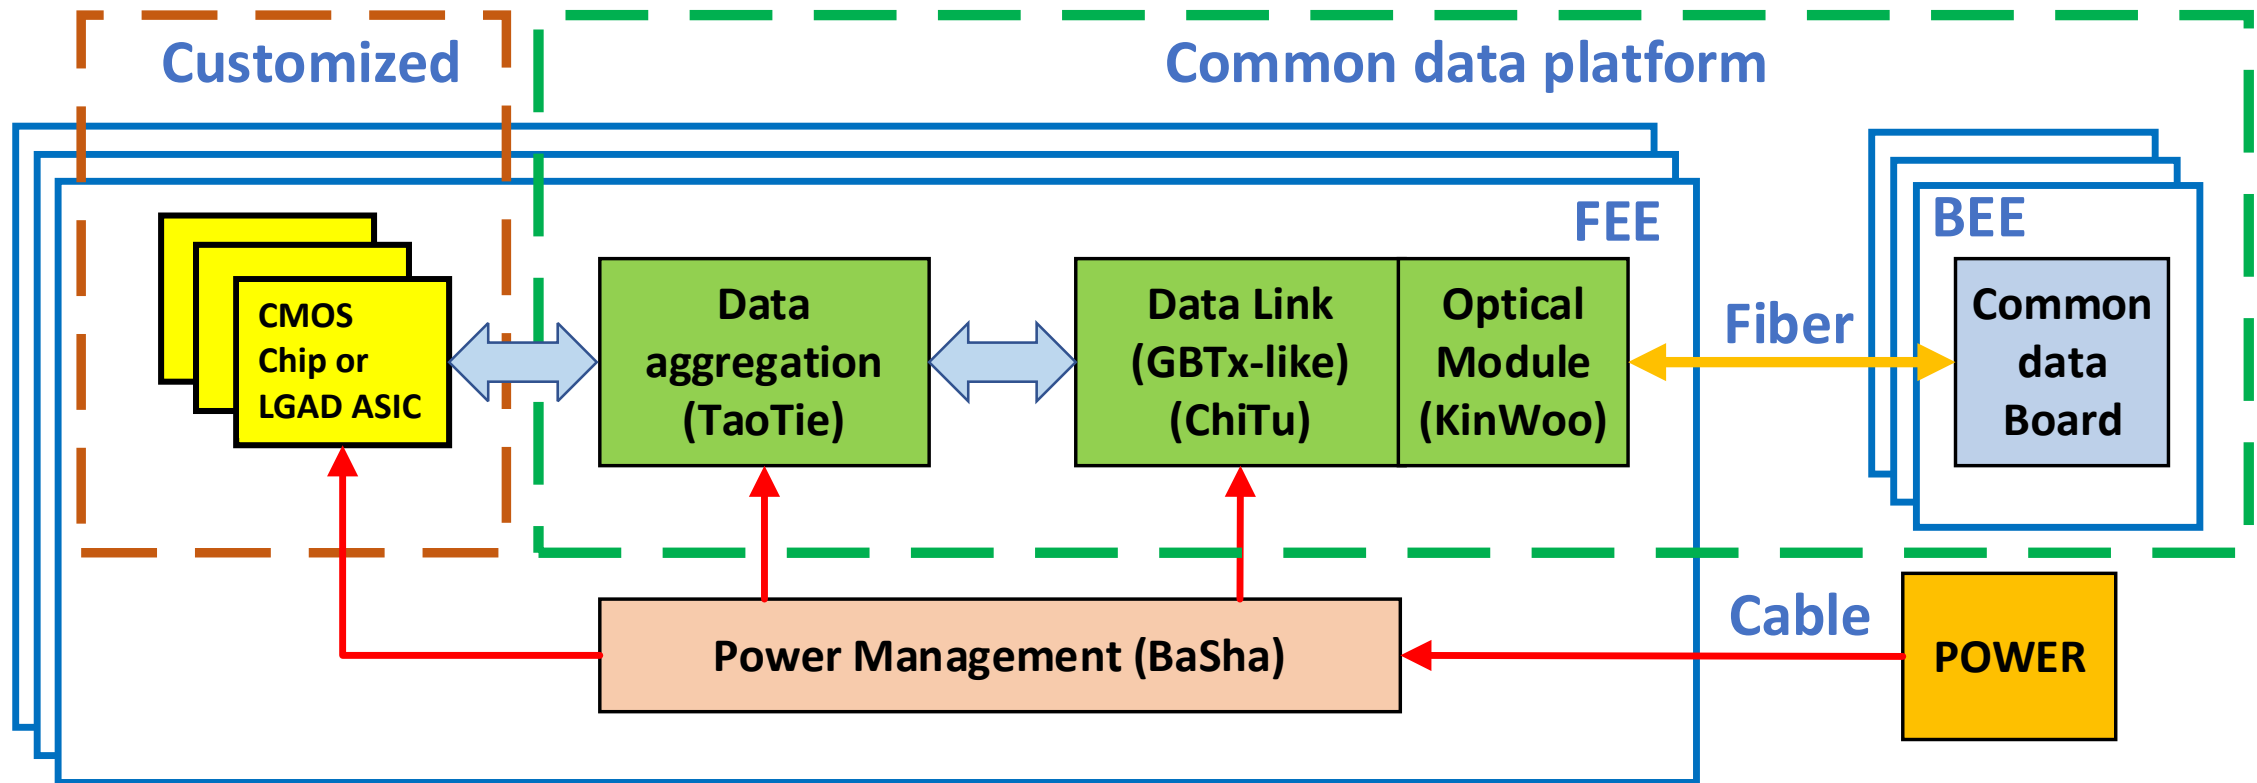 Customized
Common data platform
FEE
BEE
CMOS
Chip or
LGAD ASIC
Data
aggregation
(TaoTie)
Data Link
(GBTx-like)
(ChiTu)
Optical
Module
(KinWoo)
Fiber
Common
data
Board
Power Management (BaSha)
Cable
POWER